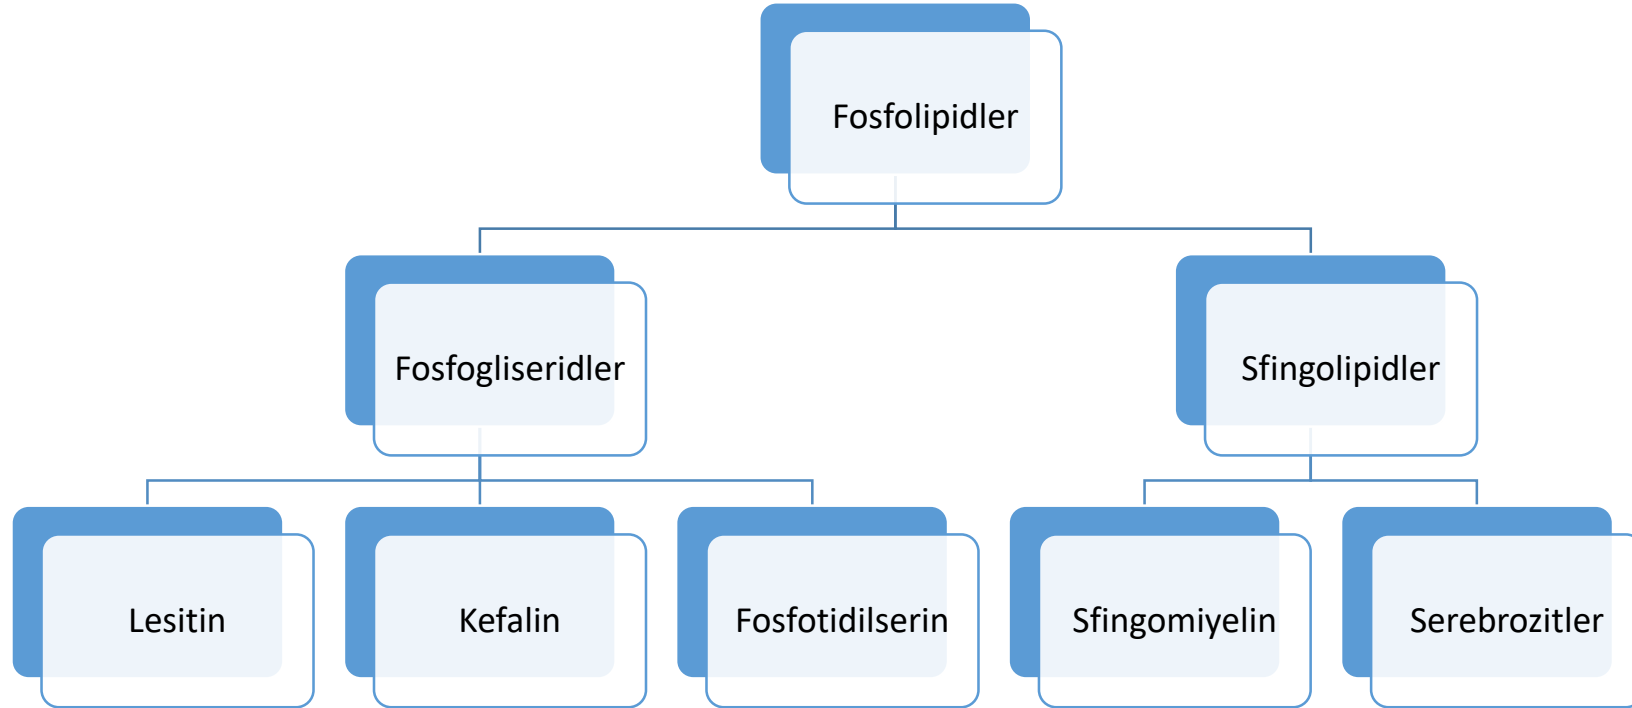 Fosfolipidler
Fosfogliseridler
Sfingolipidler
Lesitin
Kefalin
Fosfotidilserin
Sfingomiyelin
Serebrozitler